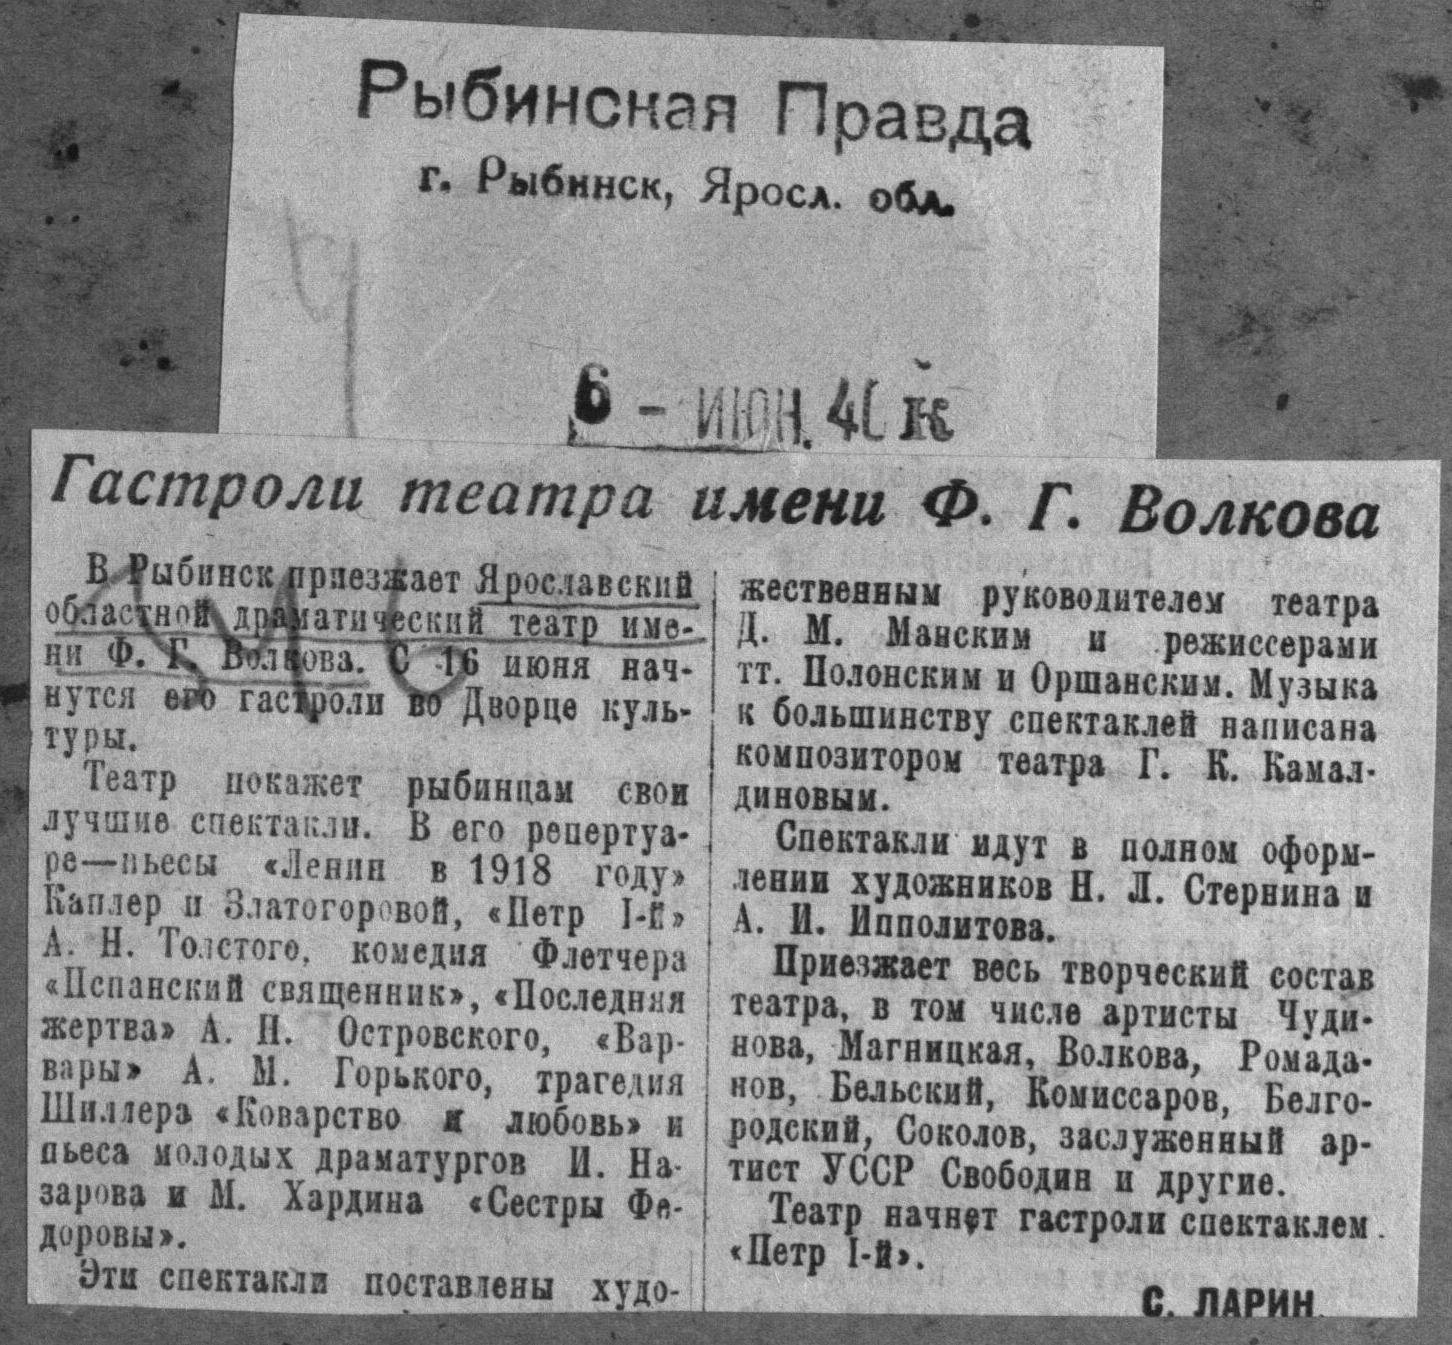 Рыбинская Правда
г. Рыбинск, Яросл. обл.
6 - ИЮН. 40 К
Гастроли театра имени Ф. Г. Волкова
В Рыбинск приезжает Ярославский
областной драматический театр име-
ни Ф. Г. Волкова. С 16 июня нач-
нутся его гастроли во Дворце куль-
туры.
Театр покажет рыбинцам свои
лучшие спектакли. В его репертуа-
ре—пьесы «Ленин в 1918 году»
Каплер и Златогоровой, «Петр I-й»
А. Н. Толстого, комедия Флетчера
«Испанский священник», «Последняя
жертва» А. Н. Островского, «Вар-
вары» А. М. Горького, трагедия
Шиллера «Коварство и любовь» и
пьеса молодых драматургов И. На-
зарова и М. Хардина «Сестры Фе-
доровы».
Эти спектакли поставлены худо-
жественным руководителем театра
Д. М. Манским и режиссерами
тт. Полонским и Оршанским. Музыка
к большинству спектаклей написана
композитором театра Г. К. Камал-
диновым.
Спектакли идут в полном оформ-
лении художников Н. Л. Стернина и
А. И. Ипполитова.
Приезжает весь творческий состав
театра, в том числе артисты Чуди-
нова, Магницкая, Волкова, Ромада-
нов, Бельский, Комиссаров, Белго-
родский, Соколов, заслуженный ар-
тист УССР Свободин и другие.
Театр начнет гастроли спектаклем
«Петр I-й».
С. ЛАРИН.